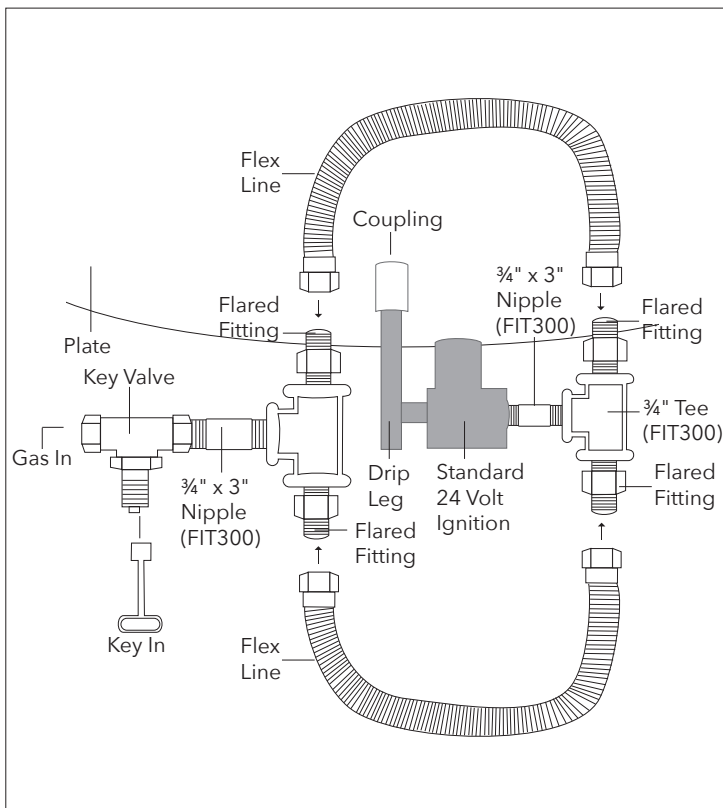 Flex
Line
Coupling
¾" x 3"
Nipple
(FIT300)
Flared
Fitting
Flared
Fitting
Plate
Key Valve
Gas In
¾" x 3"
Nipple
(FIT300)
Drip
Leg
Standard
24 Volt
Ignition
¾" Tee
(FIT300)
Flared
Fitting
Flared
Fitting
Key In
Flex
Line